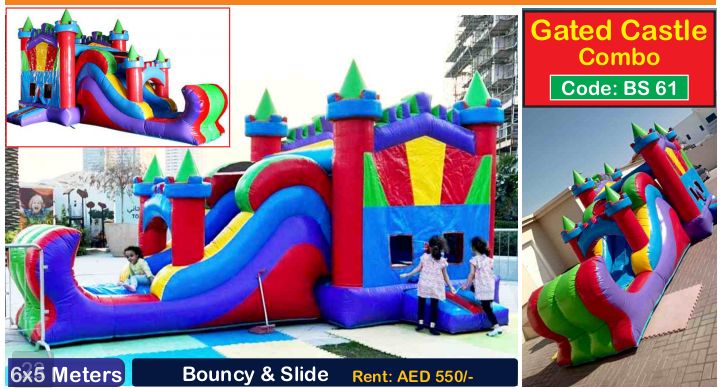 Gated Castle
Combo
Code: BS 61
6x5 Meters
Bouncy & Slide
Rent: AED 550/-